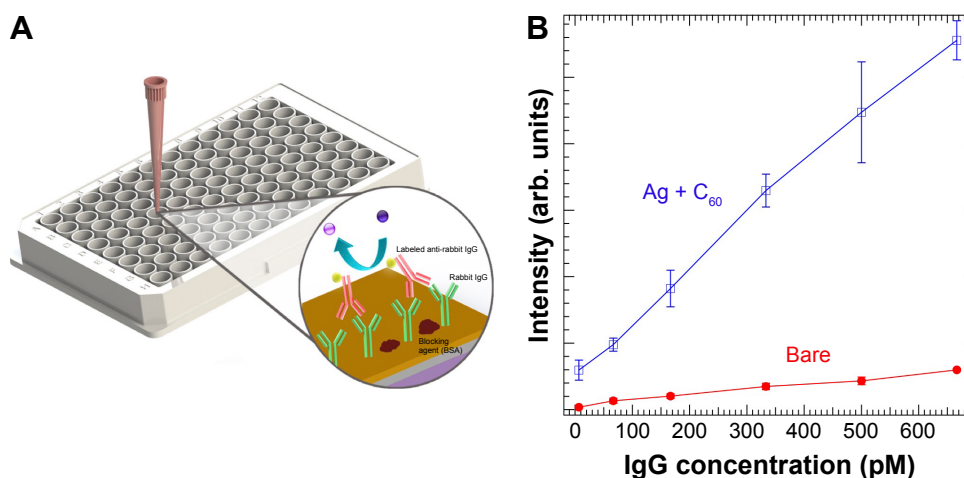 A
Labeled anti-rabbit IgG
Rabbit IgG
Blocking
agent (BSA)
B
Intensity (arb. units)
Ag + C60
Bare
0 100 200 300 400 500 600
IgG concentration (pM)